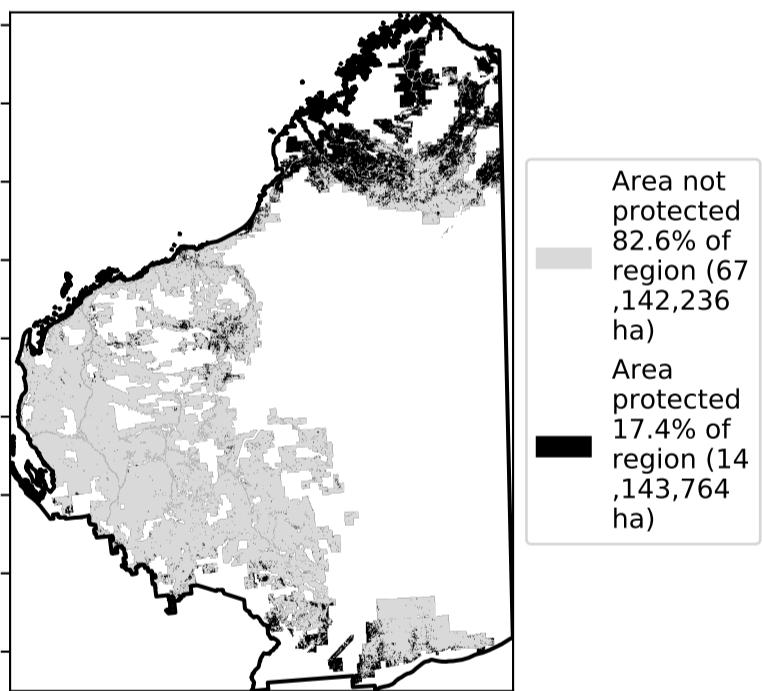 Area not
protected
82.6% of
region (67
,142,236
ha)
Area
protected
17.4% of
region (14
,143,764
ha)